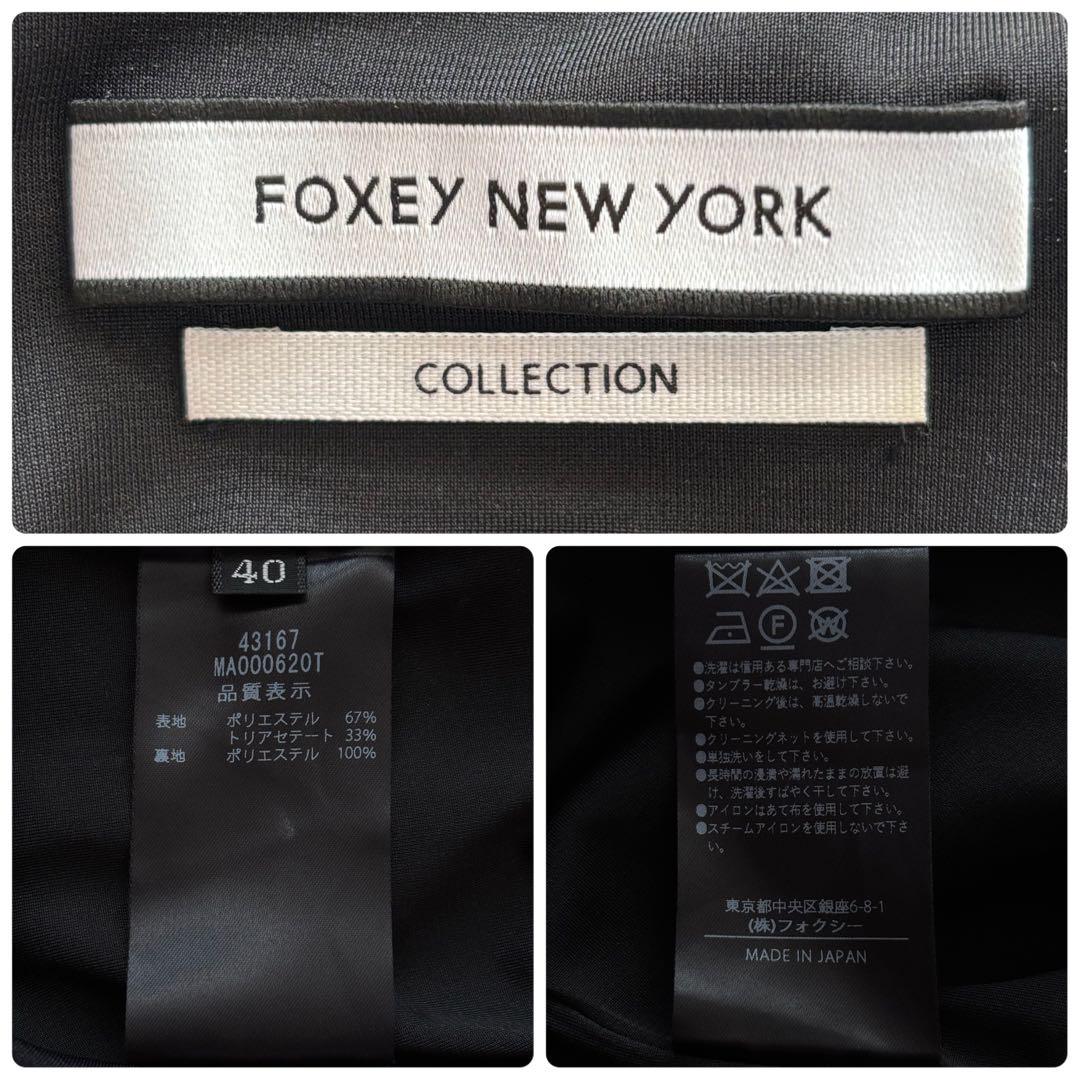 FOXEY NEW YORK
COLLECTION
40
43167
MA000620T
品質表示
表地 ポリエステル 67%
トリアセテート 33%
裏地 ポリエステル 100%
F
W
●洗濯は信用ある専門店へご相談下さい。
●タンブラー乾燥は、お避け下さい。
●クリーニング後は、高温乾燥しないで
下さい。
●クリーニングネットを使用して下さい。
●単独洗いをして下さい。
●長時間の浸漬や濡れたままの放置は避
け、洗濯後すばやく干して下さい。
●アイロンはあて布を使用して下さい。
●スチームアイロンを使用しないで下さ
い。
東京都中央区銀座6-8-1
(株)フォクシー
MADE IN JAPAN